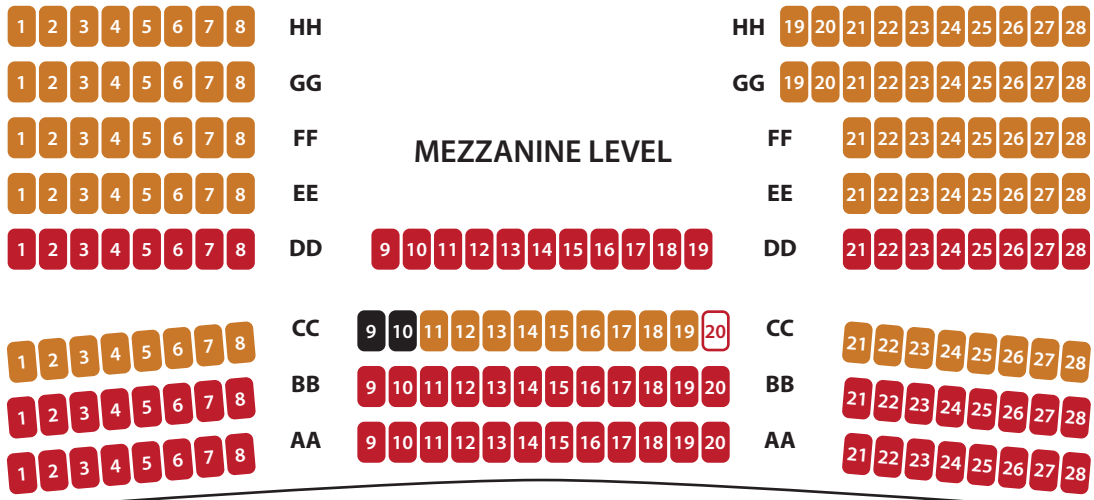 1 2 3 4 5 6 7 8 HH HH 19 20 21 22 23 24 25 26 27 28
1 2 3 4 5 6 7 8 GG GG 19 20 21 22 23 24 25 26 27 28
1 2 3 4 5 6 7 8 FF FF 21 22 23 24 25 26 27 28
MEZZANINE LEVEL
1 2 3 4 5 6 7 8 EE EE 21 22 23 24 25 26 27 28
1 2 3 4 5 6 7 8 DD 9 10 11 12 13 14 15 16 17 18 19 DD 21 22 23 24 25 26 27 28
1 2 3 4 5 6 7 8 CC 9 10 11 12 13 14 15 16 17 18 19 20 CC 21 22 23 24 25 26 27 28
1 2 3 4 5 6 7 8 BB 9 10 11 12 13 14 15 16 17 18 19 20 BB 21 22 23 24 25 26 27 28
1 2 3 4 5 6 7 8 AA 9 10 11 12 13 14 15 16 17 18 19 20 AA 21 22 23 24 25 26 27 28